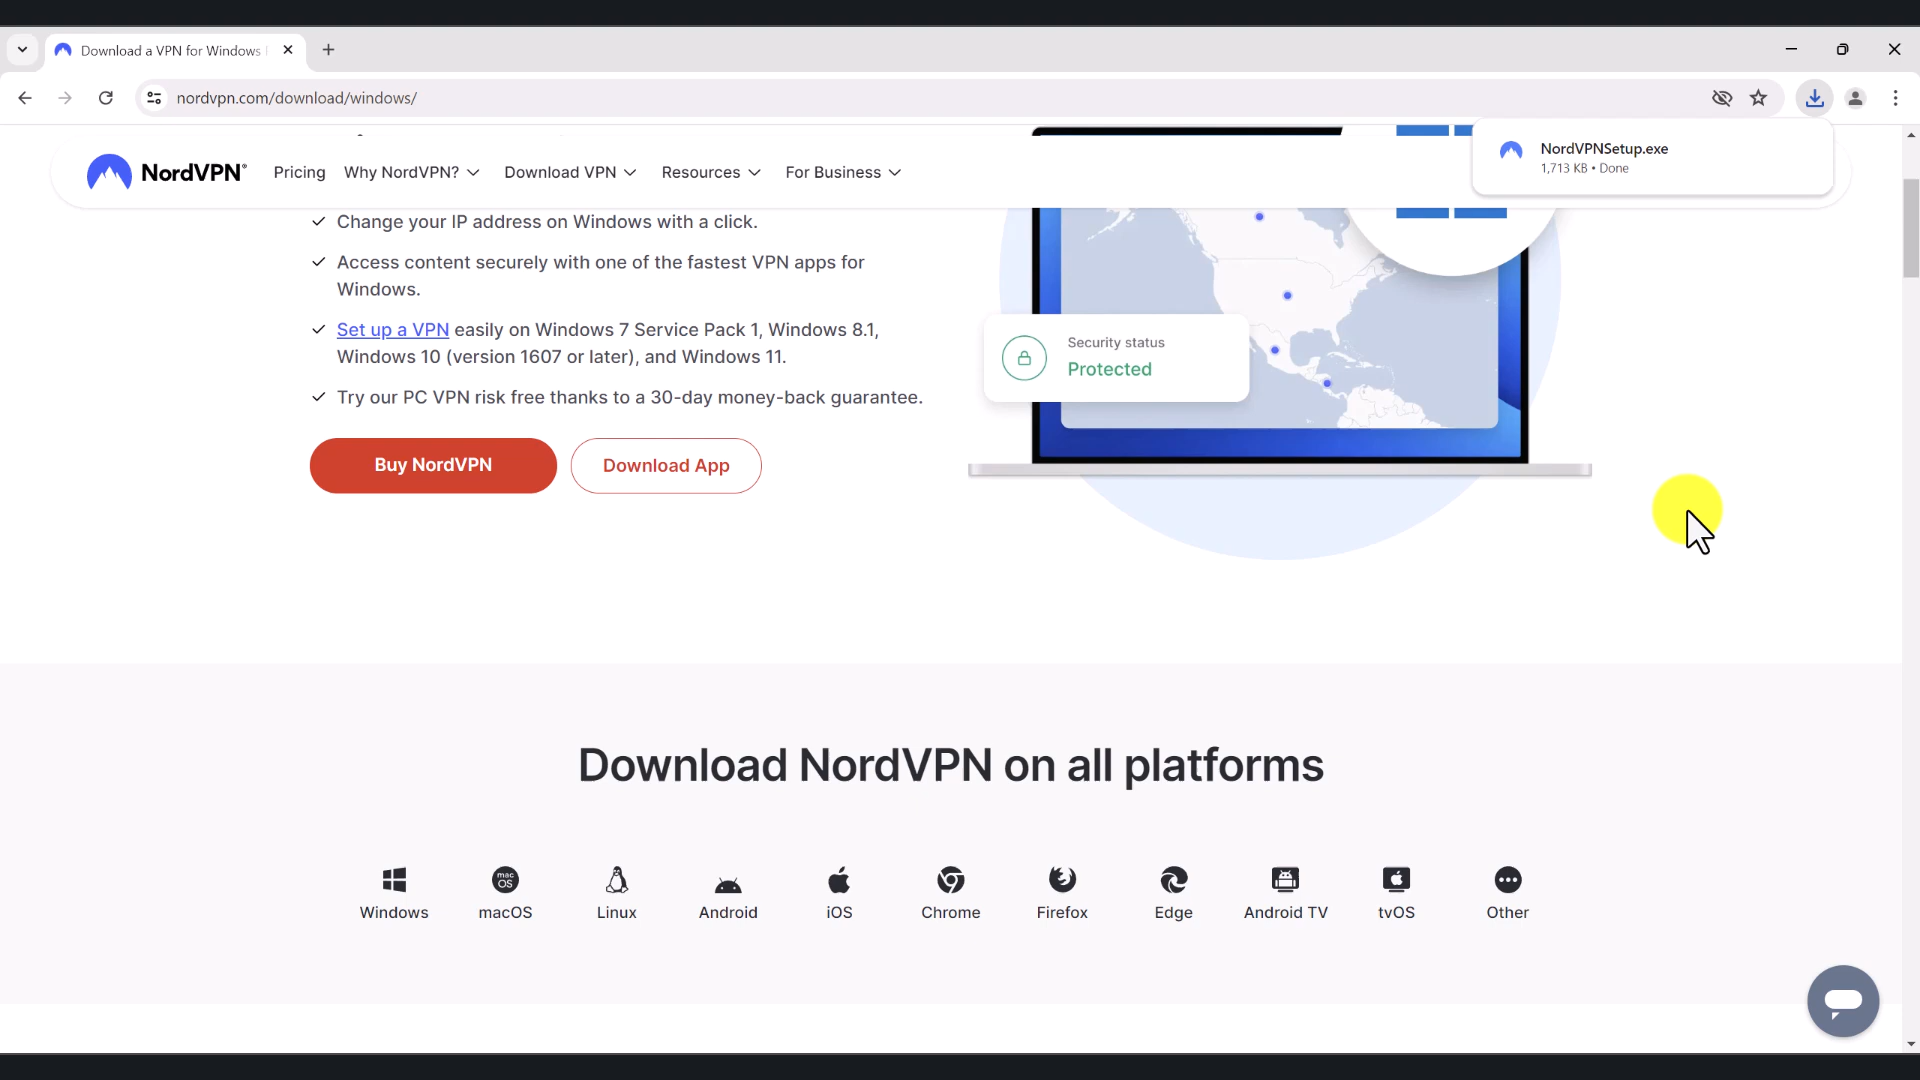 Download a VPN for Windows
nordvpn.com/download/windows/
NordVPNSetup.exe
1,713 KB • Done
NordVPN®
Pricing
Why NordVPN?
Download VPN
Resources
For Business
Change your IP address on Windows with a click.
Access content securely with one of the fastest VPN apps for
Windows.
Set up a VPN easily on Windows 7 Service Pack 1, Windows 8.1,
Windows 10 (version 1607 or later), and Windows 11.
Try our PC VPN risk free thanks to a 30-day money-back guarantee.
Buy NordVPN
Download App
Security status
Protected
Download NordVPN on all platforms
mac
OS
Windows
macOS
Linux
Android
iOS
Chrome
Firefox
Edge
Android TV
tvOS
Other